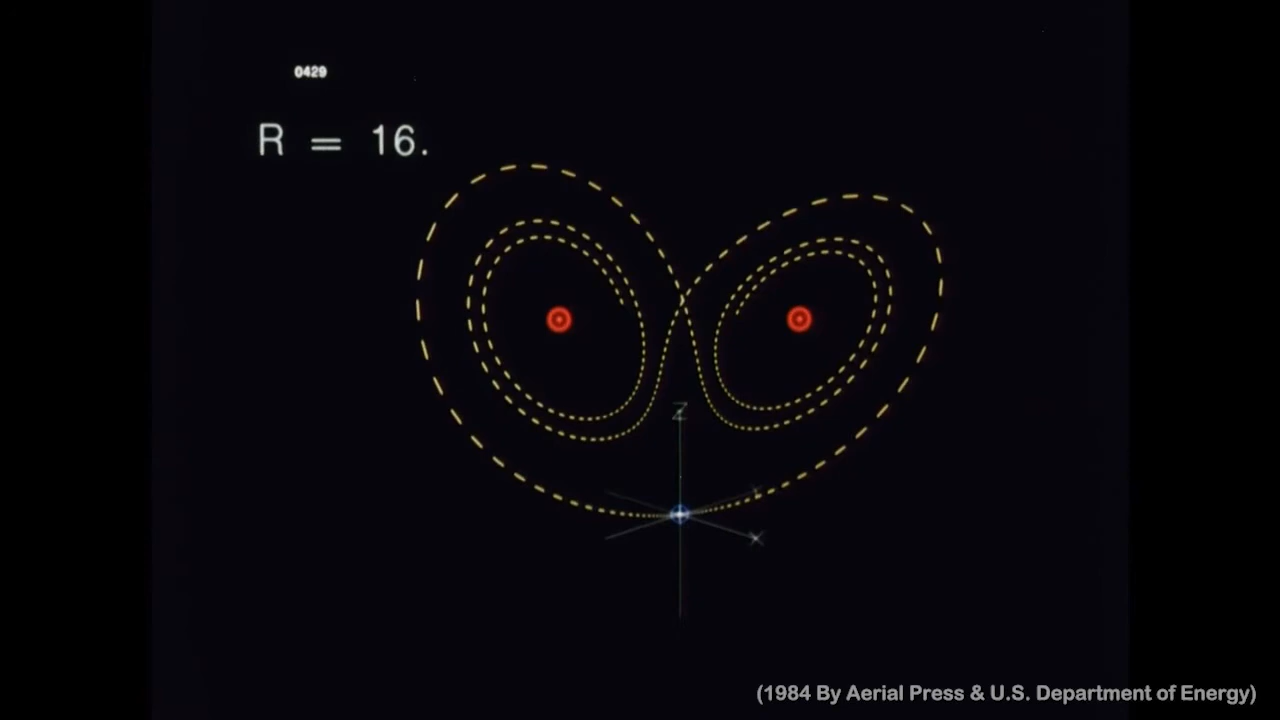 0429
R = 16.
Z
Y
X
(1984 By Aerial Press & U.S. Department of Energy)